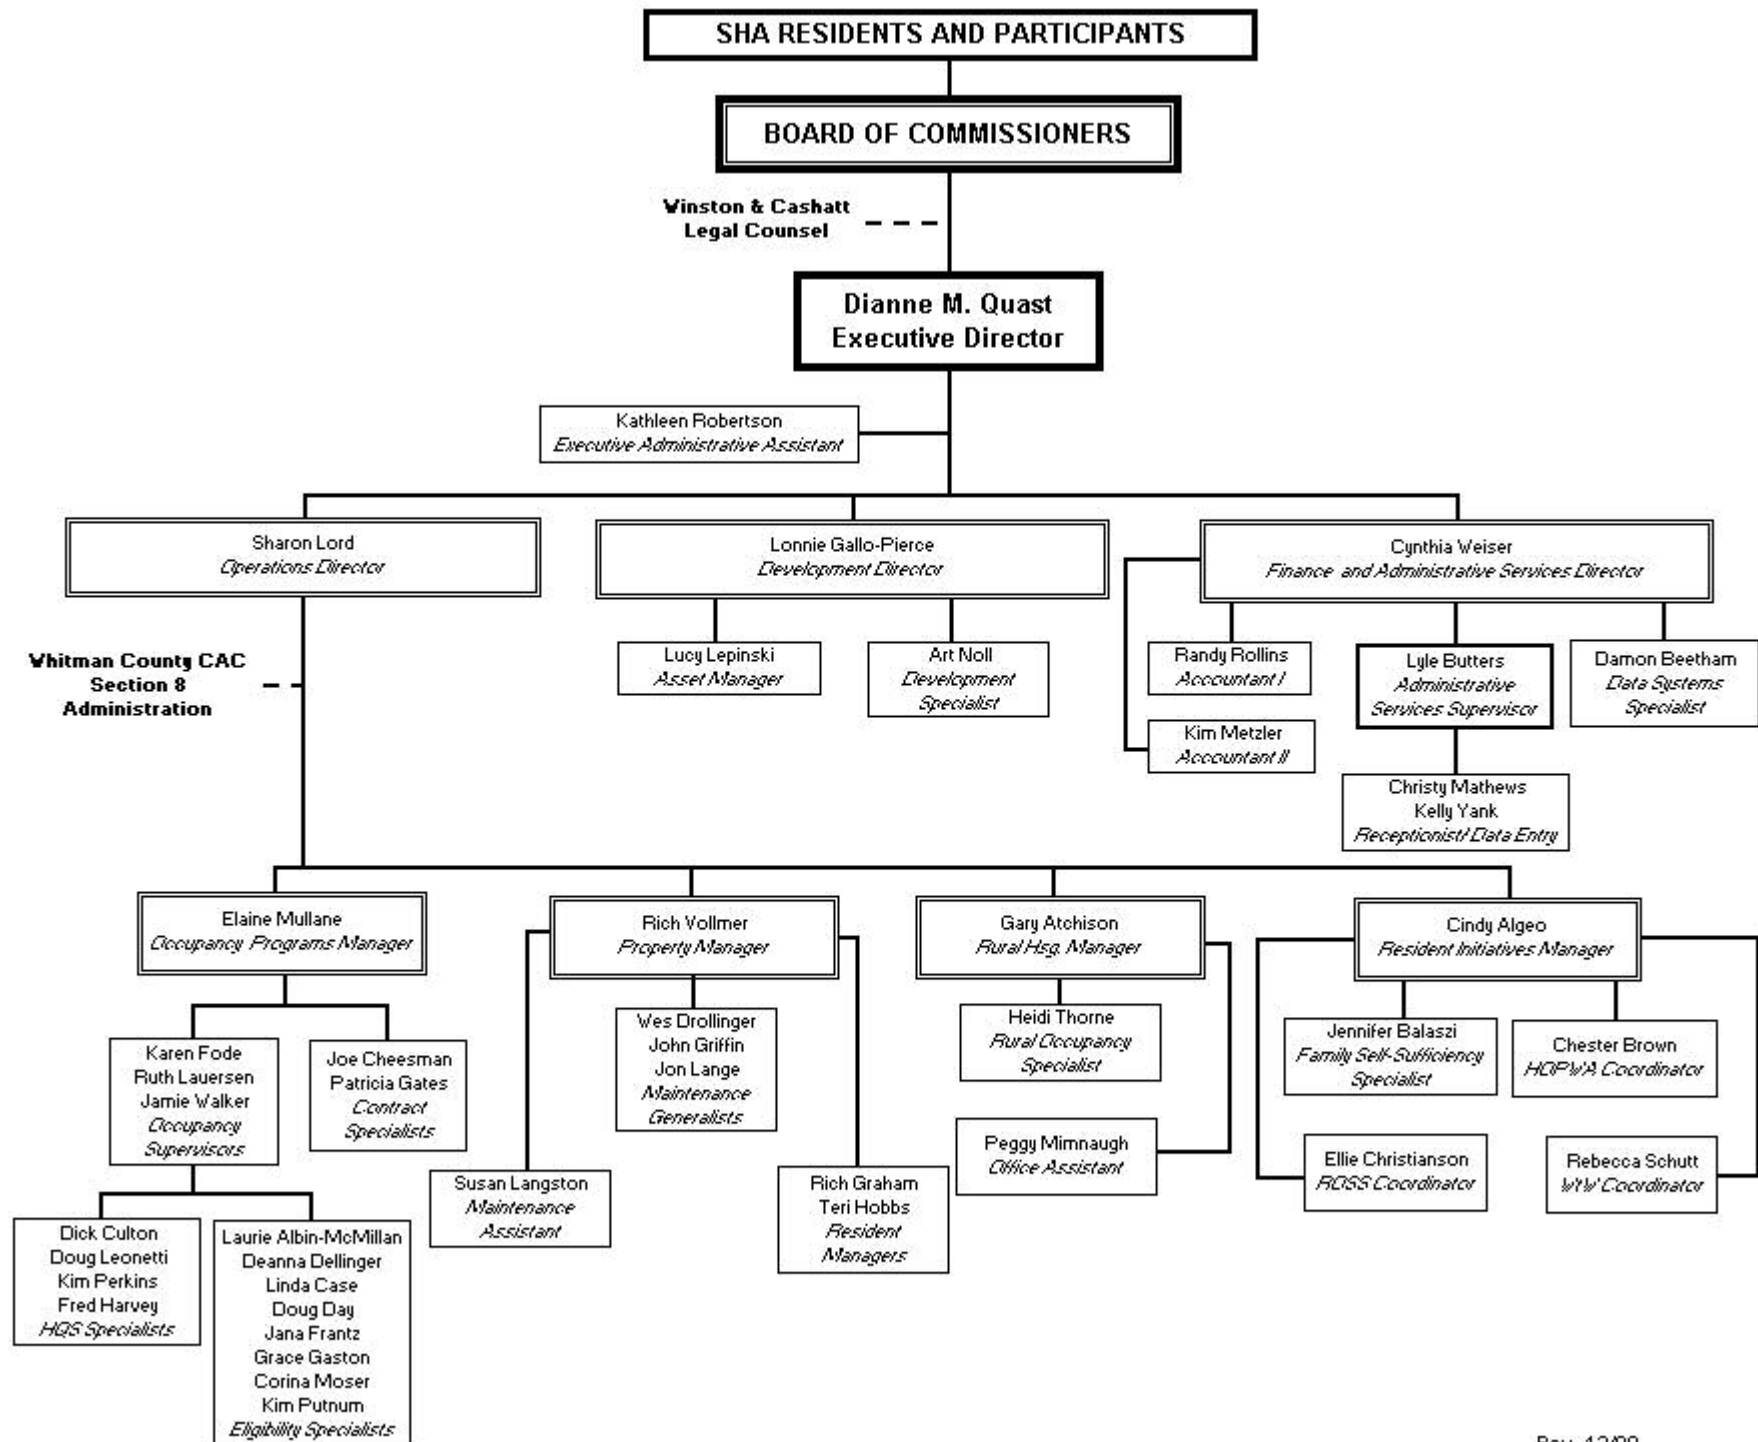 SHA RESIDENTS AND PARTICIPANTS
BOARD OF COMMISSIONERS
Winston & Cashatt
Legal Counsel
Dianne M. Quast
Executive Director
Kathleen Robertson
Executive Administrative Assistant
Sharon Lord
Operations Director
Lonnie Gallo-Pierce
Development Director
Cynthia Weiser
Finance and Administrative Services Director
Whitman County CAC
Section 8
Administration
Lucy Lepinski
Asset Manager
Art Noll
Development
Specialist
Randy Rollins
Accountant I
Kim Metzler
Accountant II
Lyle Butters
Administrative
Services Supervisor
Damon Beetham
Data Systems
Specialist
Christy Mathews
Kelly Yank
Receptionist/ Data Entry
Elaine Mullane
Occupancy Programs Manager
Rich Vollmer
Property Manager
Gary Atchison
Rural Hsg. Manager
Cindy Algeo
Resident Initiatives Manager
Karen Fode
Ruth Lauersen
Jamie Walker
Occupancy
Supervisors
Joe Cheesman
Patricia Gates
Contract
Specialists
Wes Drollinger
John Griffin
Jon Lange
Maintenance
Generalists
Heidi Thorne
Rural Occupancy
Specialist
Jennifer Balaszi
Family Self-Sufficiency
Specialist
Chester Brown
HOPWA Coordinator
Peggy Mimnaugh
Office Assistant
Ellie Christianson
ROSS Coordinator
Rebecca Schutt
WtW Coordinator
Susan Langston
Maintenance
Assistant
Rich Graham
Teri Hobbs
Resident
Managers
Dick Culton
Doug Leonetti
Kim Perkins
Fred Harvey
HQS Specialists
Laurie Albin-McMillan
Deanna Dellinger
Linda Case
Doug Day
Jana Frantz
Grace Gaston
Corina Moser
Kim Putnum
Eligibility Specialists